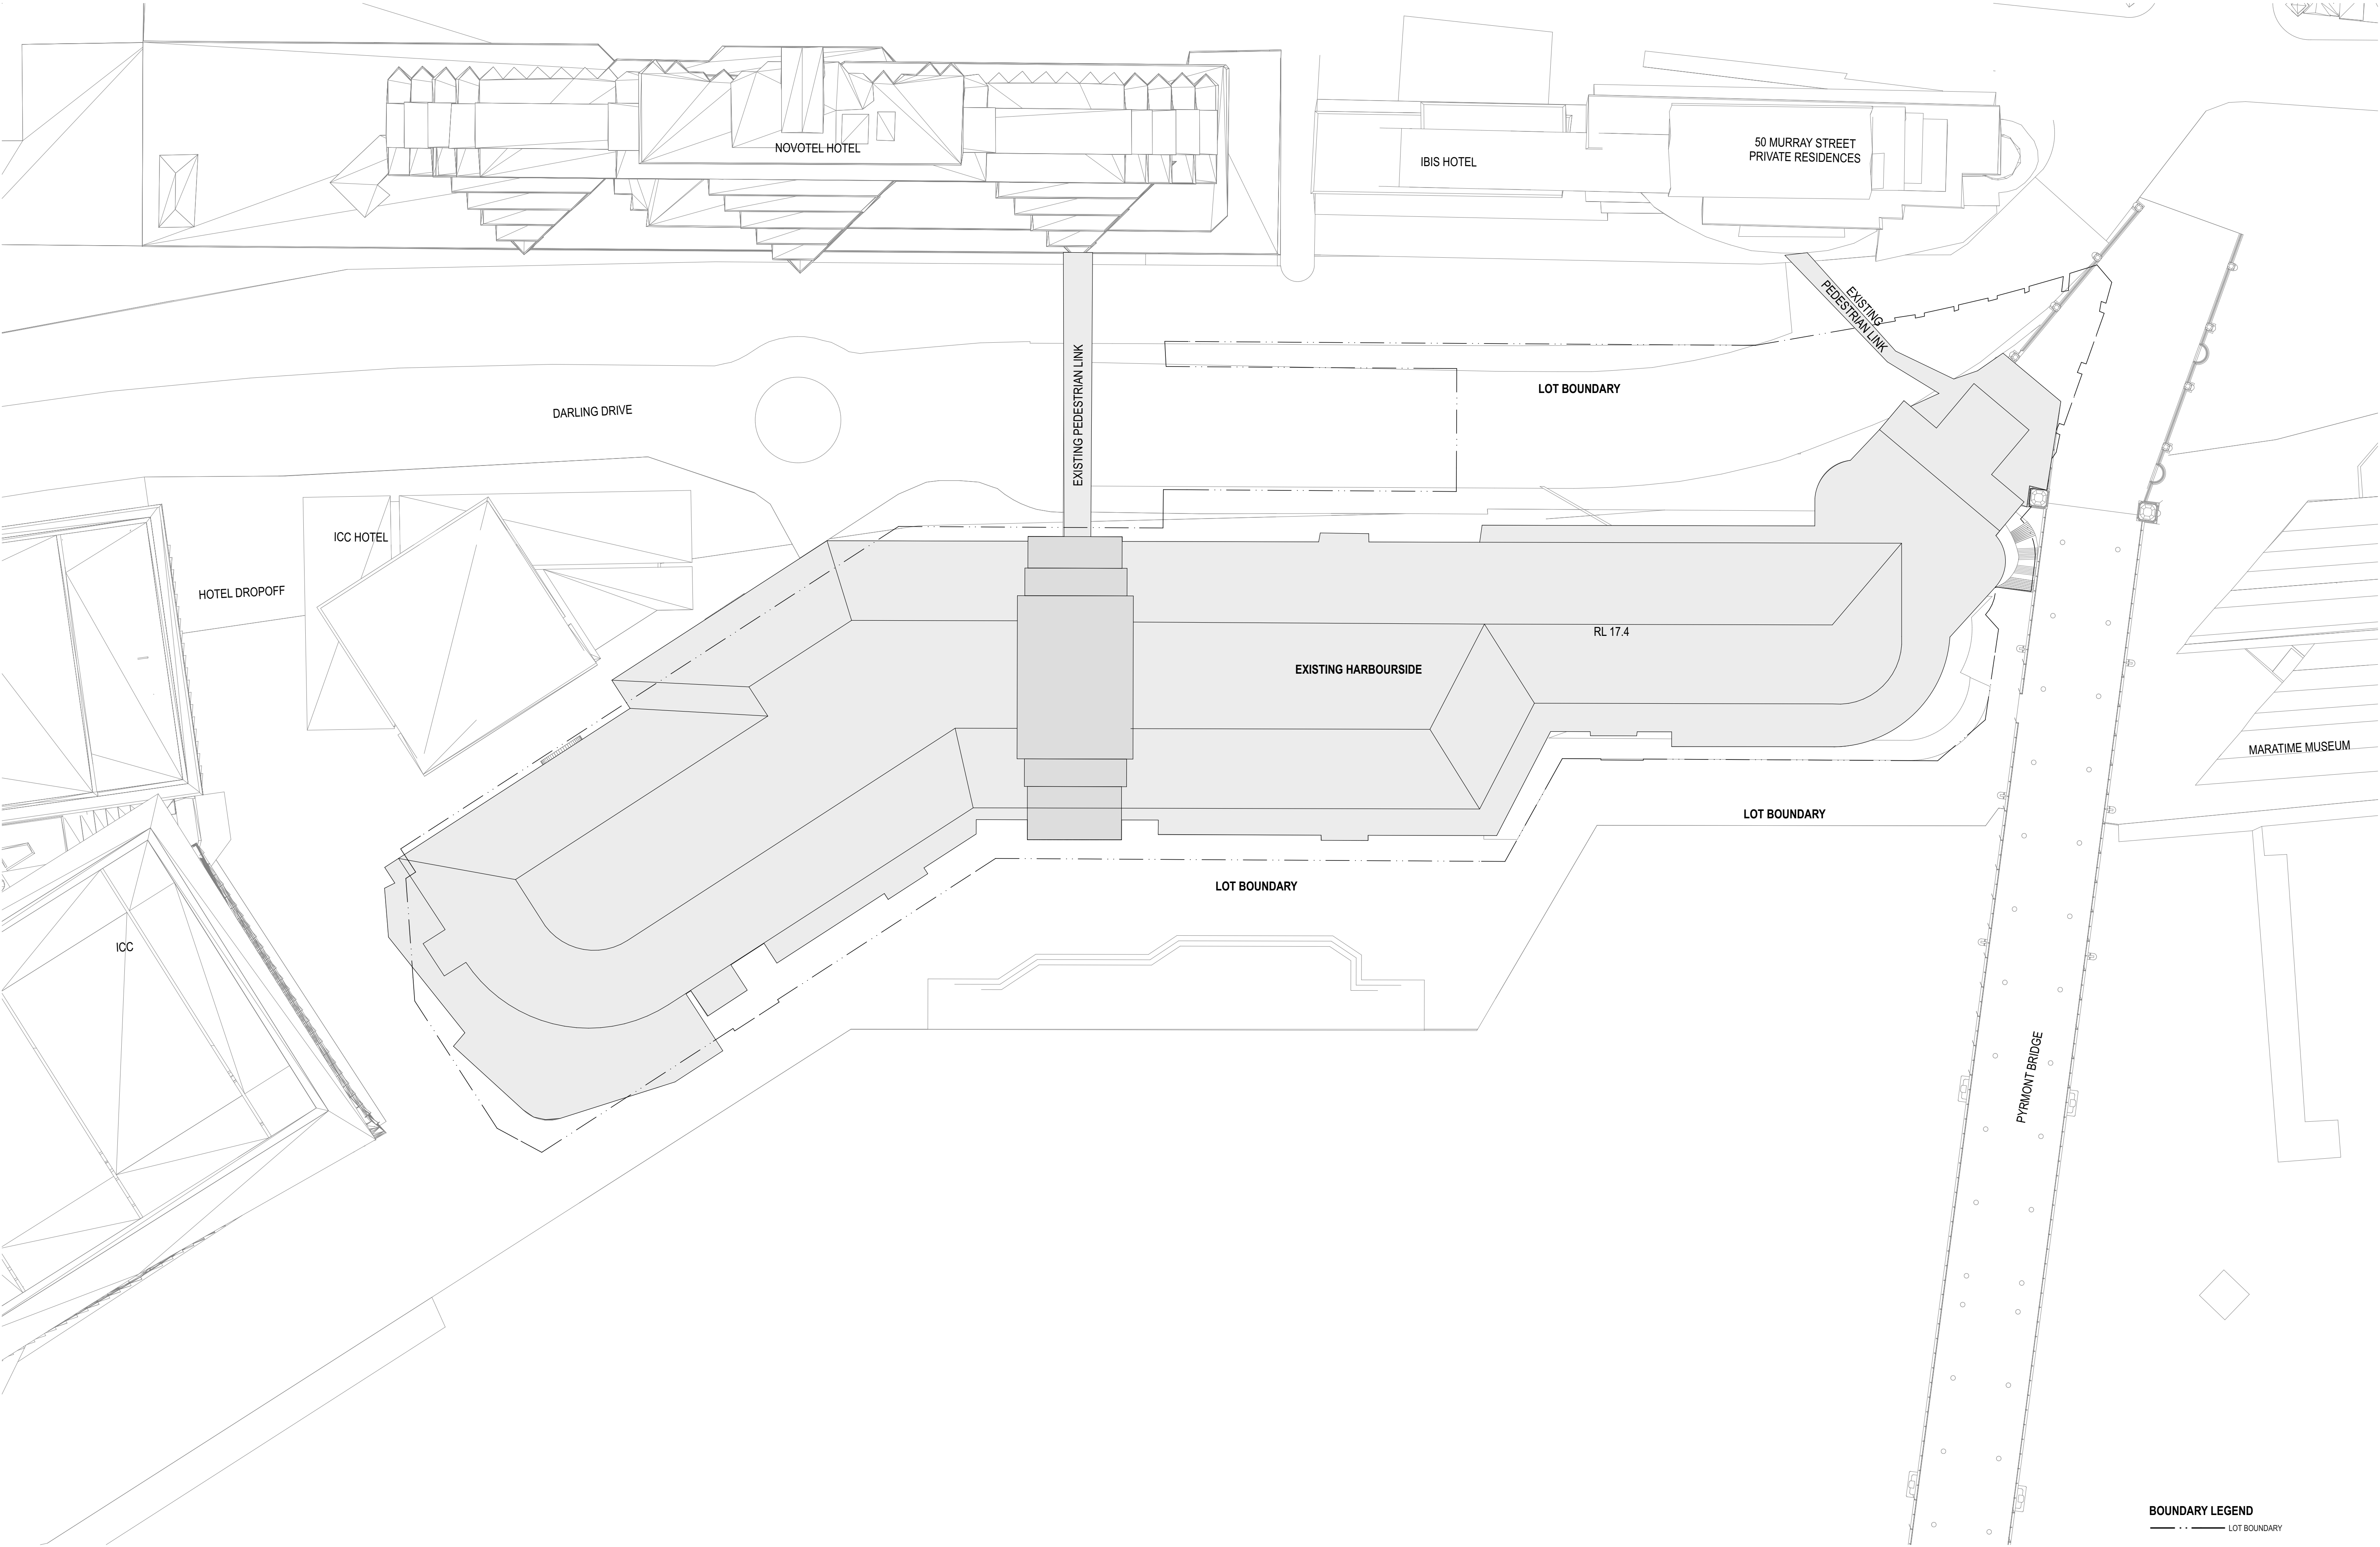 NOVOTEL HOTEL
IBIS HOTEL
50 MURRAY STREET
PRIVATE RESIDENCES
EXISTING
PEDESTRIAN LINK
EXISTING PEDESTRIAN LINK
LOT BOUNDARY
DARLING DRIVE
ICC HOTEL
HOTEL DROPOFF
RL 17.4
EXISTING HARBOURSIDE
MARATIME MUSEUM
LOT BOUNDARY
LOT BOUNDARY
ICC
PYRMONT BRIDGE
BOUNDARY LEGEND
LOT BOUNDARY